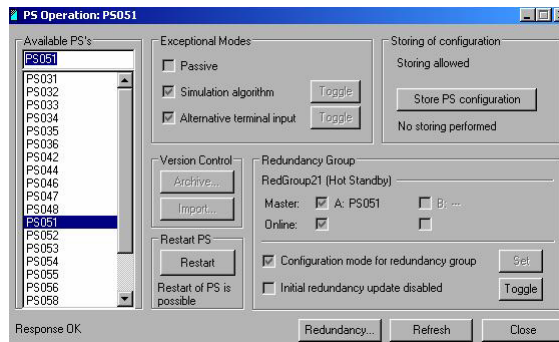 PS Operation: PS051
Available PS's
PS051
PS031
PS032
PS033
PS034
PS035
PS036
PS042
PS044
PS046
PS047
PS048
PS051
PS052
PS053
PS054
PS055
PS056
PS058
Exceptional Modes
Passive
Simulation algorithm Toggle
Alternative terminal input Toggle
Storing of configuration
Storing allowed
Store PS configuration
No storing performed
Version Control
Archive...
Import...
Restart PS
Restart
Restart of PS is
possible
Redundancy Group
RedGroup21 (Hot Standby)
Master: A: PS051 B: ---
Online:
Configuration mode for redundancy group Set
Initial redundancy update disabled Toggle
Response OK Redundancy... Refresh Close